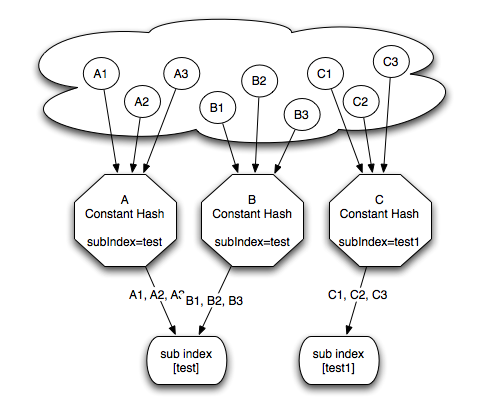 A1
A2
A3
B1
B2
B3
C1
C2
C3
A
Constant Hash
subIndex=test
B
Constant Hash
subIndex=test
C
Constant Hash
subIndex=test1
A1, A2,
B1, B2, B3
C1, C2, C3
sub index
[test]
sub index
[test1]